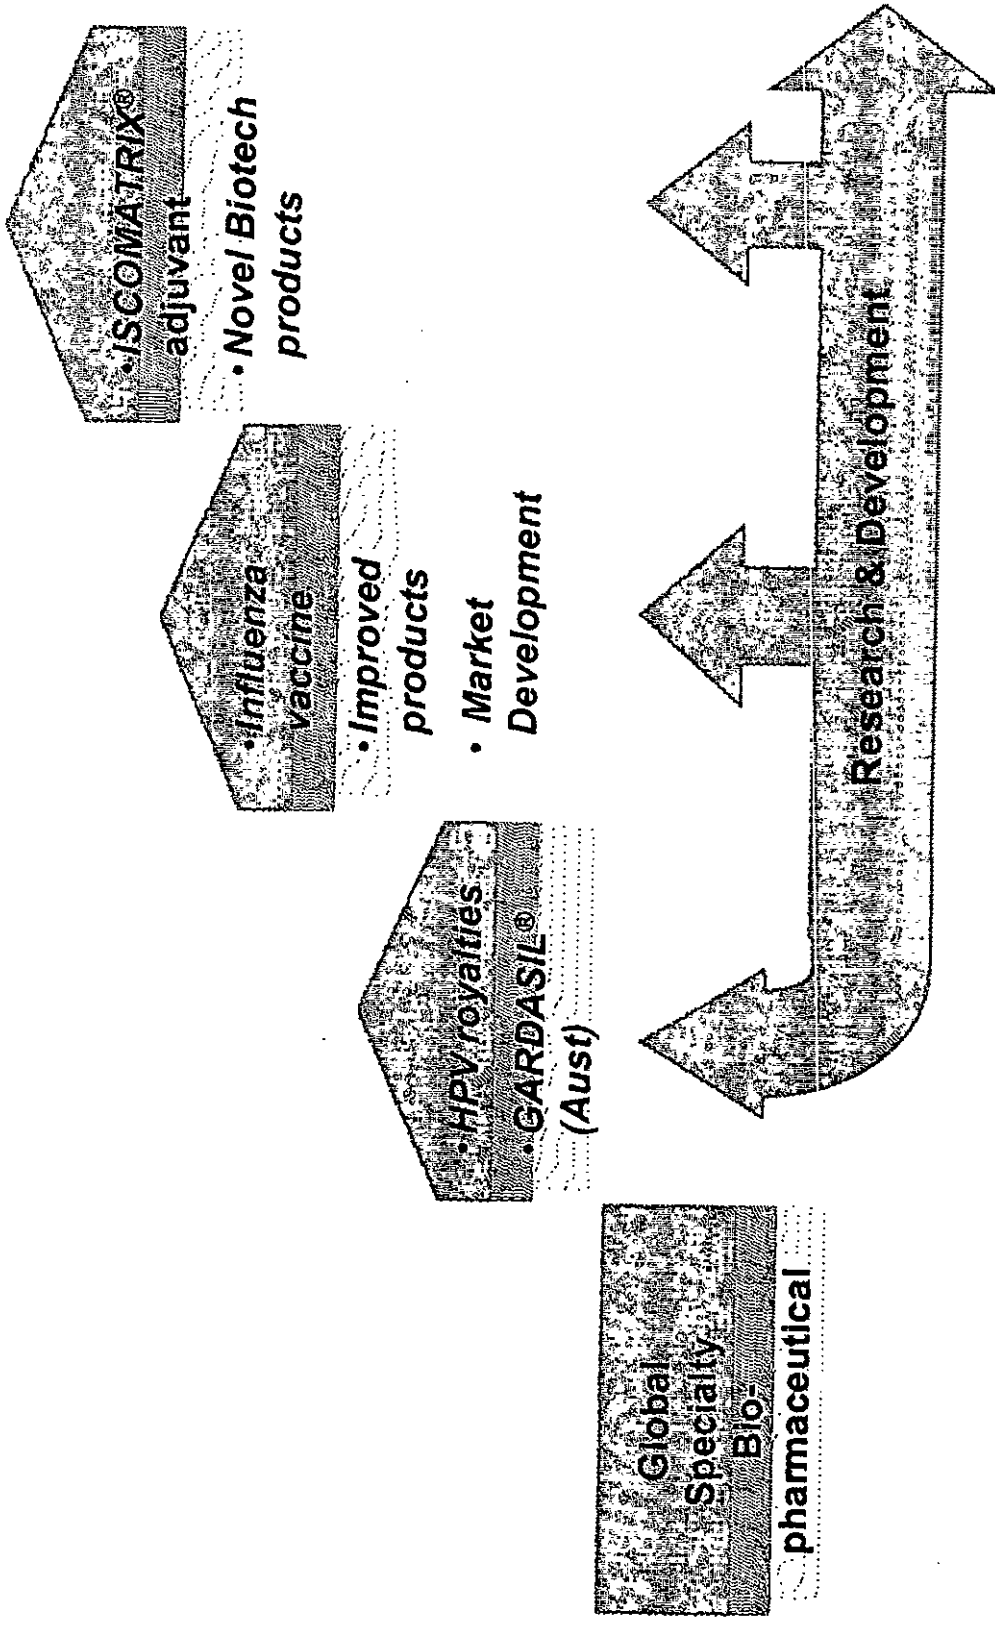 Global
Specialty
Bio-
pharmaceutical
• HPV royalties
• GARDASIL®
(Aust)
• Influenza
vaccine
• Improved
products
• Market
Development
• ISCOMATRIX®
adjuvant
• Novel Biotech
products
Research & Development